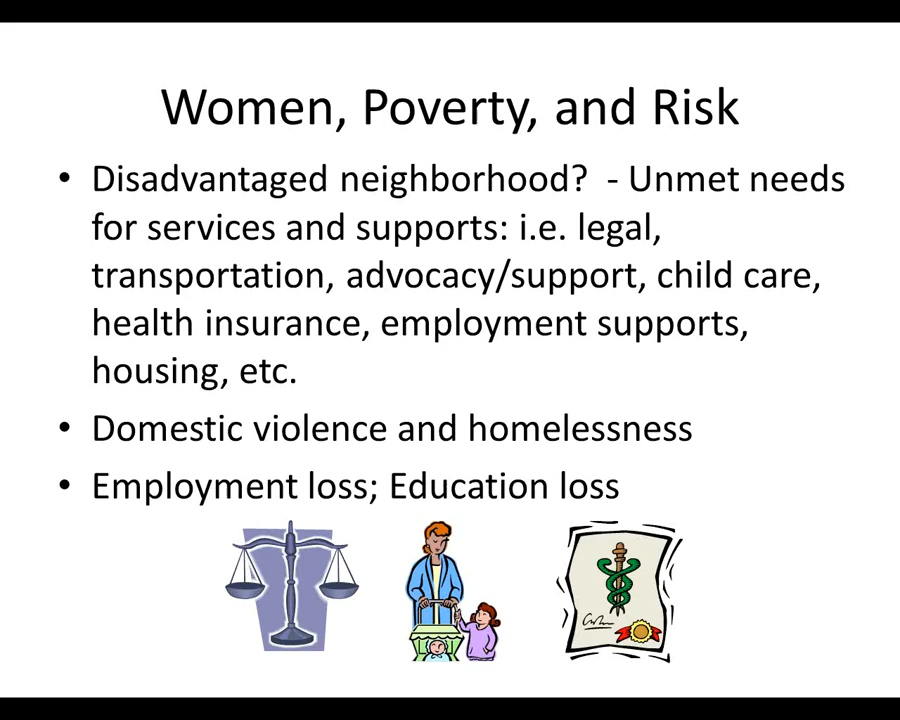 Women, Poverty, and Risk
• Disadvantaged neighborhood?  - Unmet needs
for services and supports: i.e. legal,
transportation, advocacy/support, child care,
health insurance, employment supports,
housing, etc.
• Domestic violence and homelessness
• Employment loss; Education loss